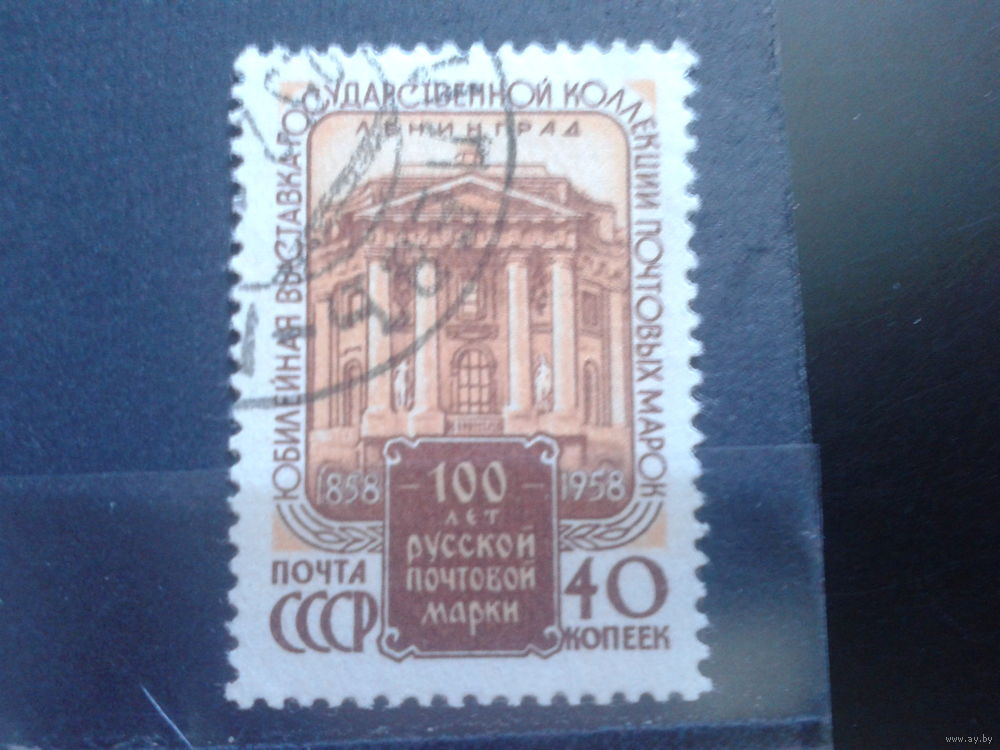 ЮБИЛЕЙНАЯ ВЫСТАВКА ГОСУДАРСТВЕННОЙ КОЛЛЕКЦИИ ПОЧТОВЫХ МАРОК
ЛЕНИНГРАД
1858 – 100 – 1958
ЛЕТ
РУССКОЙ
ПОЧТОВОЙ
МАРКИ
ПОЧТА
СССР
40
КОПЕЕК
www.ay.by